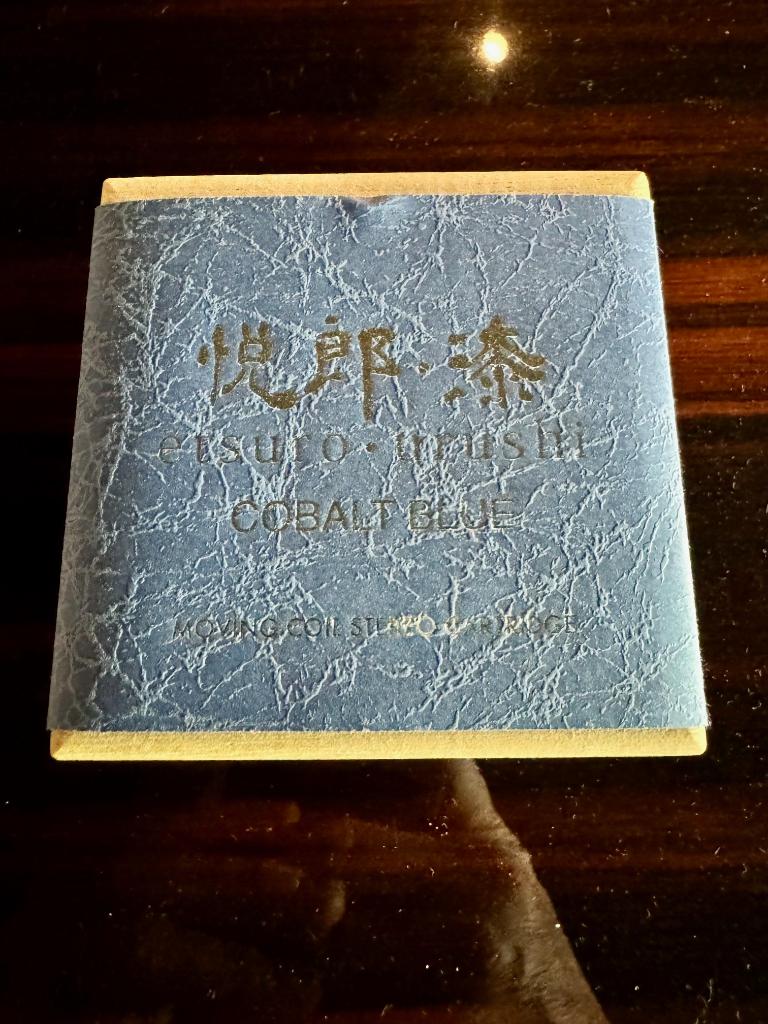 悦郎・漆
etsuro・urushi
COBALT BLUE
MOVING COIL STEREO CARTRIDGE